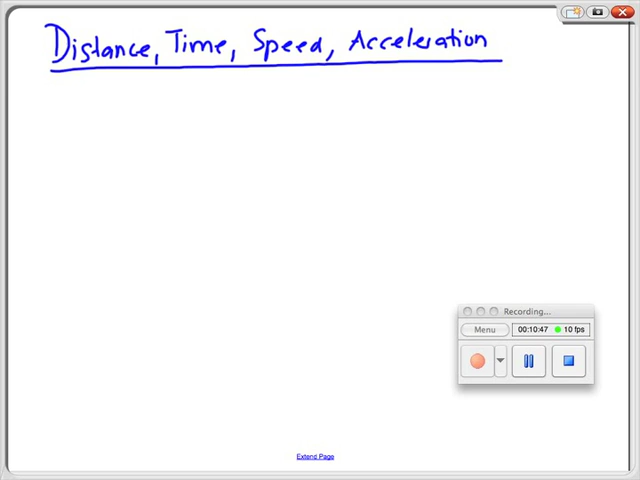 Distance, Time, Speed, Acceleration
Recording...
Menu
00:10:47
10 fps
Extend Page